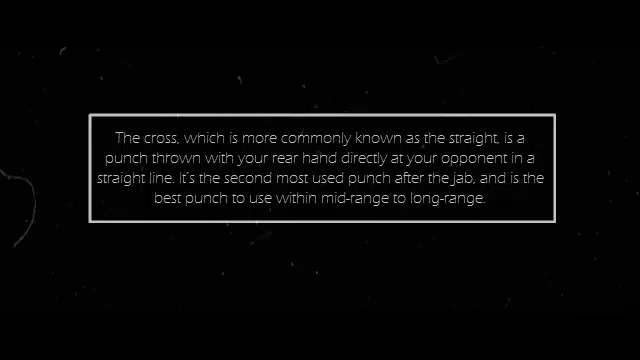 The cross, which is more commonly known as the straight, is a
punch thrown with your rear hand directly at your opponent in a
straight line. It's the second most used punch after the jab, and is the
best punch to use within mid-range to long-range.